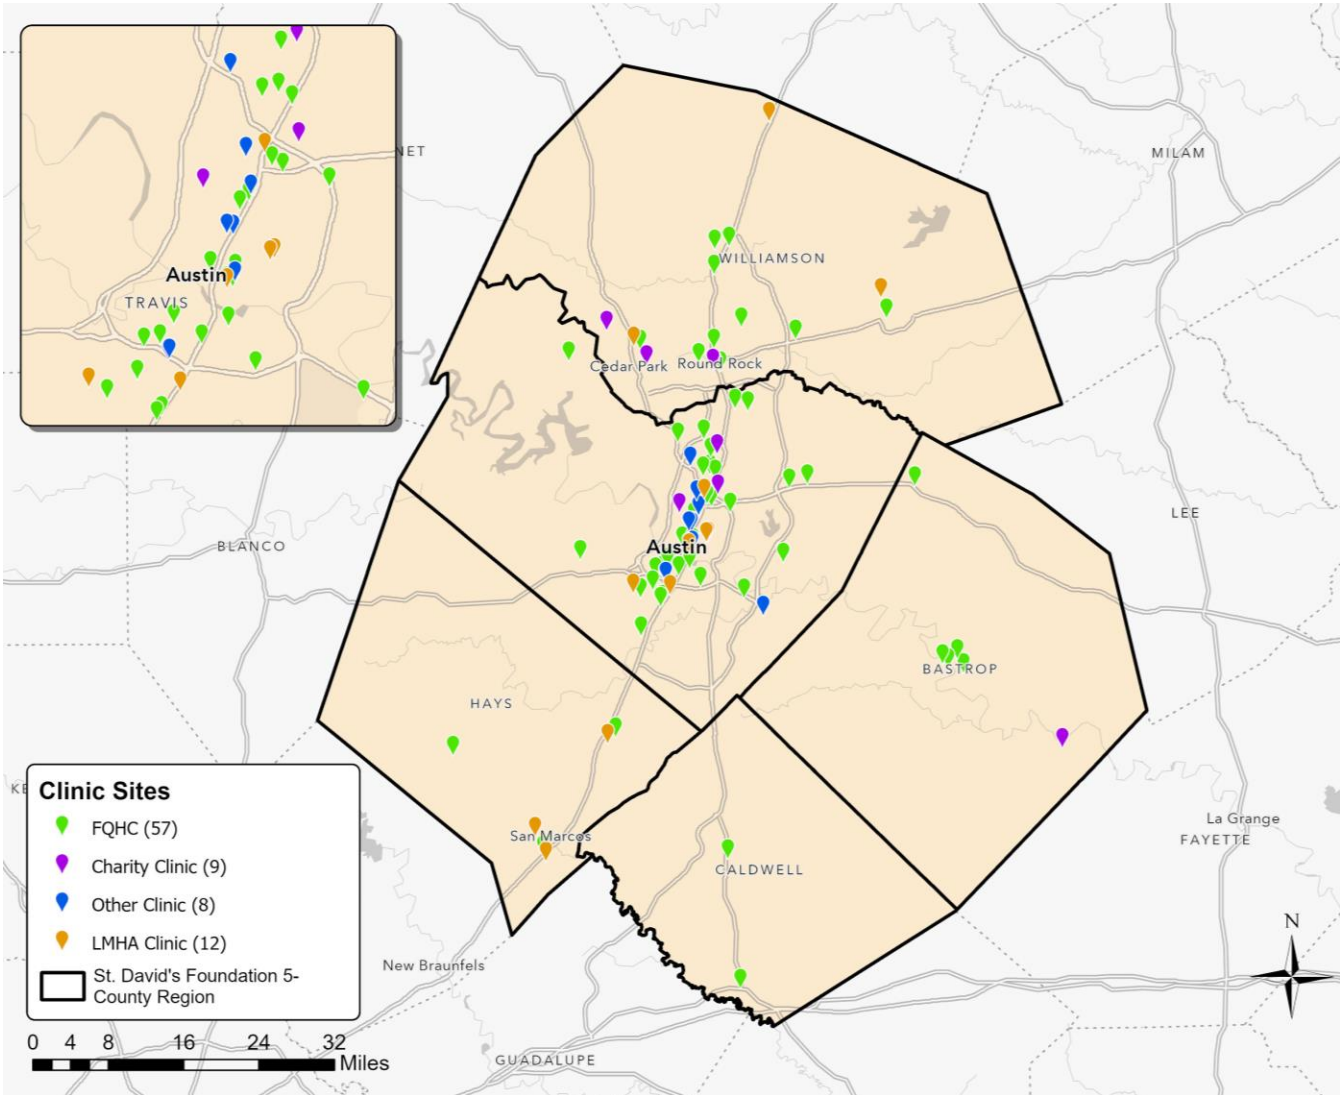 NET
MILAM
Austin
TRAVIS
WILLIAMSON
Cedar Park
Round Rock
LEE
BLANCO
Austin
BASTROP
HAYS
Clinic Sites
FQHC (57)
Charity Clinic (9)
Other Clinic (8)
LMHA Clinic (12)
St. David's Foundation 5-
County Region
KE
San Marcos
La Grange
FAYETTE
CALDWELL
N
New Braunfels
0 4 8 16 24 32
Miles
GUADALUPE